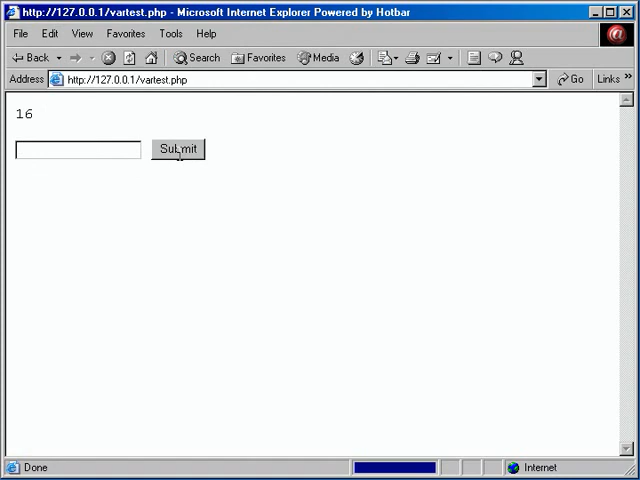 http://127.0.0.1/vartest.php - Microsoft Internet Explorer Powered by Hotbar
File Edit View Favorites Tools Help
Back Search Favorites Media
Address http://127.0.0.1/vartest.php Go Links »
16
Submit
Done Internet